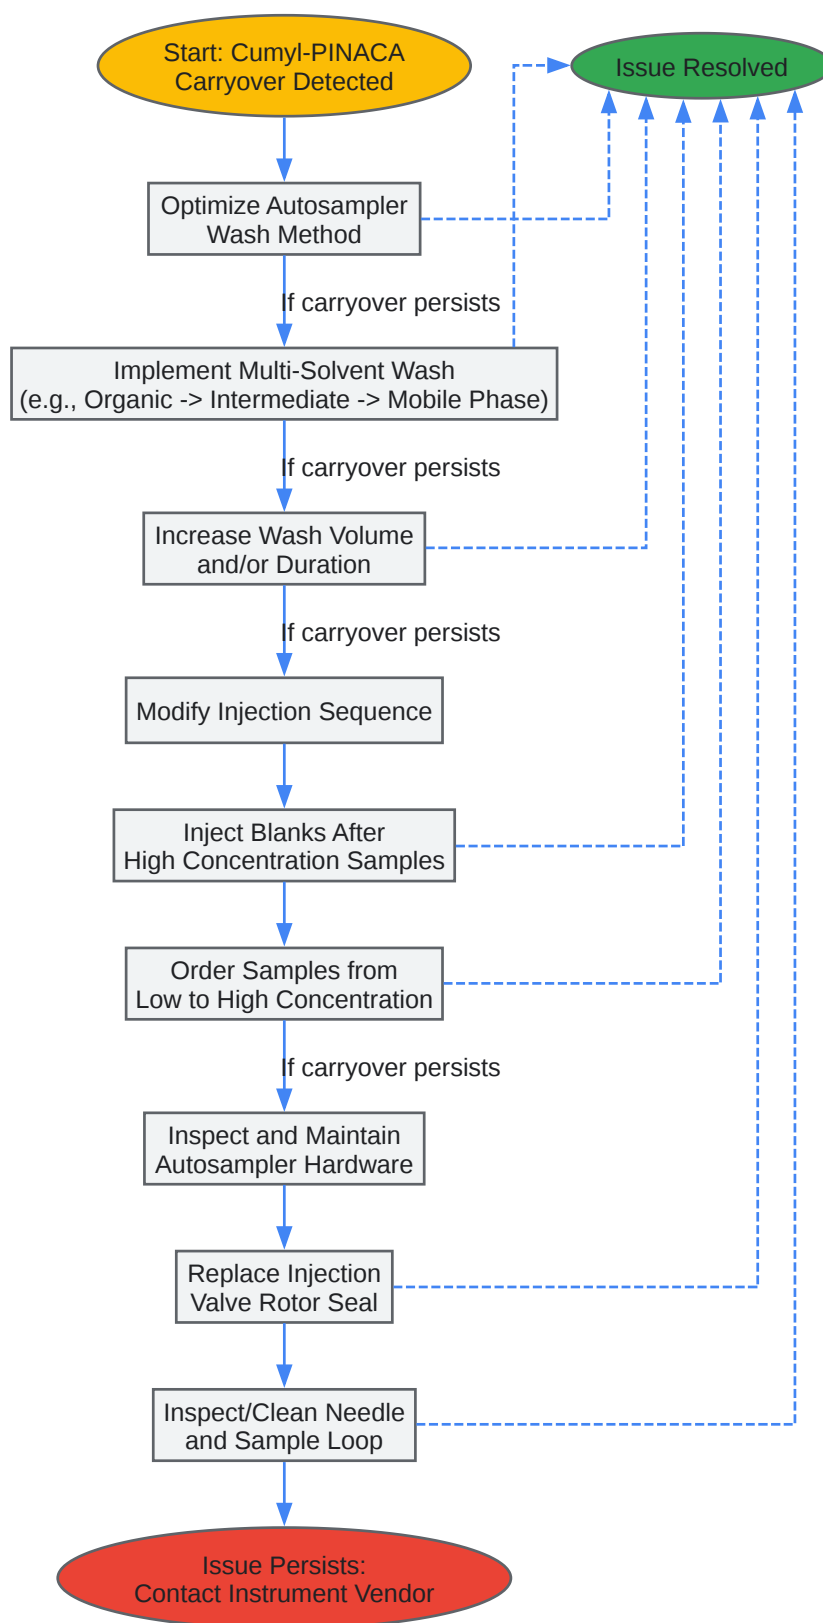 Start: Cumyl-PINACA
Carryover Detected
Issue Resolved
Optimize Autosampler
Wash Method
If carryover persists
Implement Multi-Solvent Wash
(e.g., Organic -> Intermediate -> Mobile Phase)
If carryover persists
Increase Wash Volume
and/or Duration
If carryover persists
Modify Injection Sequence
Inject Blanks After
High Concentration Samples
Order Samples from
Low to High Concentration
If carryover persists
Inspect and Maintain
Autosampler Hardware
Replace Injection
Valve Rotor Seal
Inspect/Clean Needle
and Sample Loop
Issue Persists:
Contact Instrument Vendor